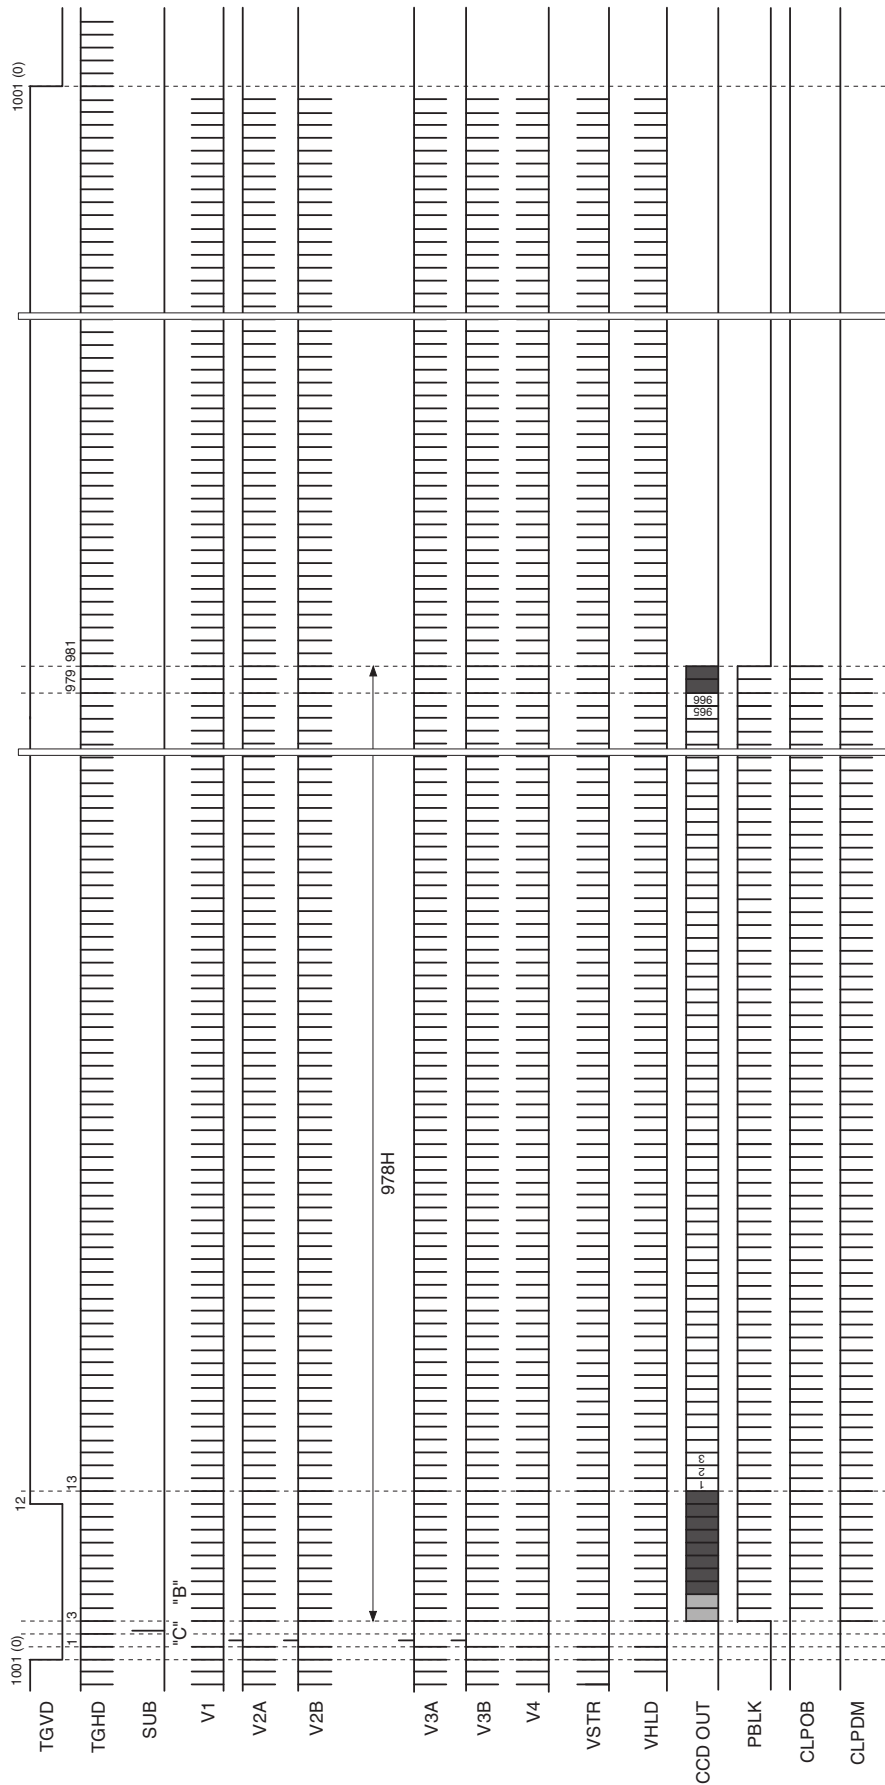 TGVD
1001 (0)
12
1001 (0)
TGHD
1
3
13
979
981
SUB
"C"
"B"
V1
V2A
V2B
978H
V3A
V3B
V4
VSTR
VHLD
CCD OUT
1
2
3
965
966
PBLK
CLPOB
CLPDM